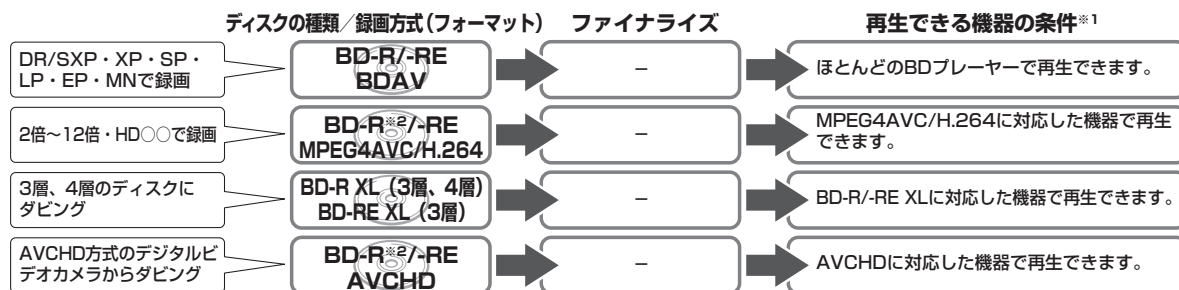 ディスクの種類／録画方式（フォーマット）　ファイナライズ　再生できる機器の条件※1
DR/SXP・XP・SP・
LP・EP・MNで録画
BD-R/-RE
BDAV
－
ほとんどのBDプレーヤーで再生できます。
2倍～12倍・HD○○で録画
BD-R※2/-RE
MPEG4AVC/H.264
－
MPEG4AVC/H.264に対応した機器で再生
できます。
3層、4層のディスクに
ダビング
BD-R XL（3層、4層）
BD-RE XL（3層）
－
BD-R/-RE XLに対応した機器で再生できます。
AVCHD方式のデジタルビ
デオカメラからダビング
BD-R※2/-RE
AVCHD
－
AVCHDに対応した機器で再生できます。